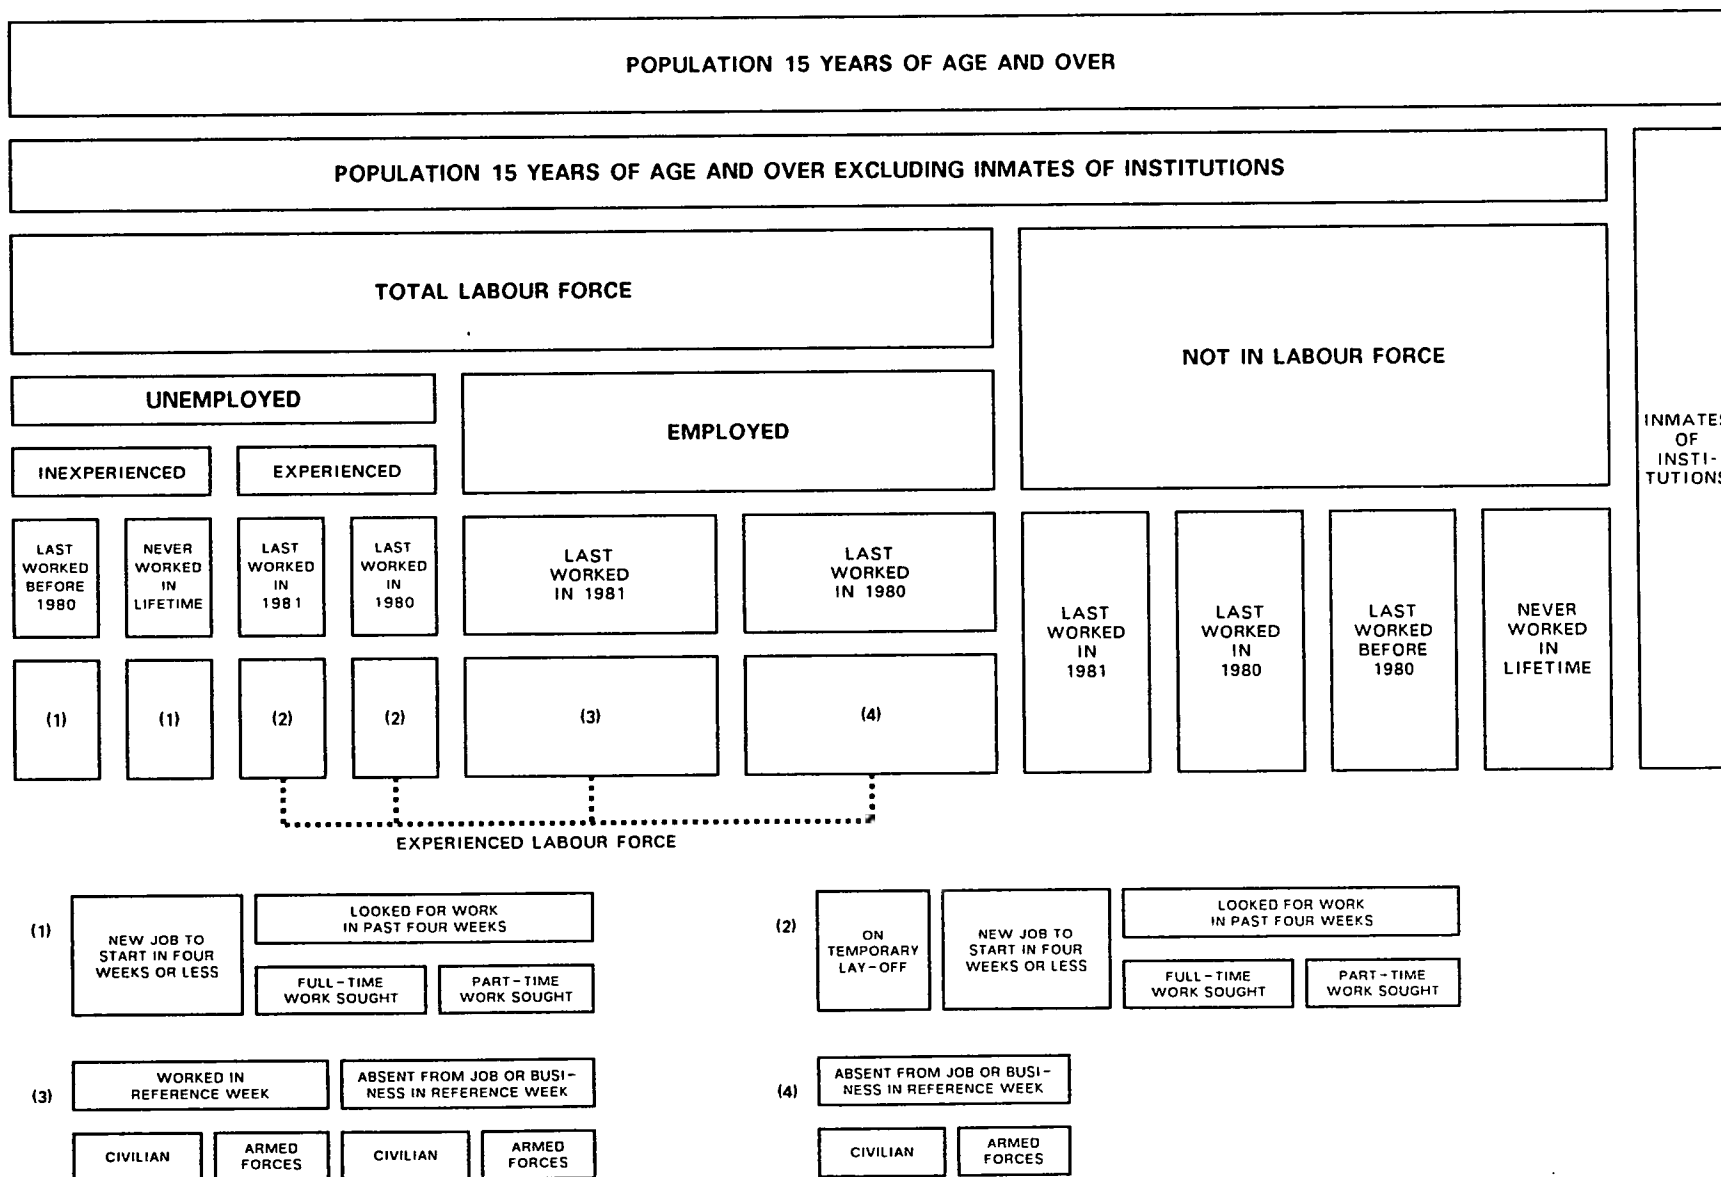 POPULATION 15 YEARS OF AGE AND OVER
POPULATION 15 YEARS OF AGE AND OVER EXCLUDING INMATES OF INSTITUTIONS
TOTAL LABOUR FORCE
NOT IN LABOUR FORCE
INMATES
OF
INSTI-
TUTIONS
UNEMPLOYED
EMPLOYED
INEXPERIENCED
EXPERIENCED
LAST
WORKED
BEFORE
1980
NEVER
WORKED
IN
LIFETIME
LAST
WORKED
IN
1981
LAST
WORKED
IN
1980
LAST
WORKED
IN 1981
LAST
WORKED
IN 1980
LAST
WORKED
IN
1981
LAST
WORKED
IN
1980
LAST
WORKED
BEFORE
1980
NEVER
WORKED
IN
LIFETIME
(1)
(1)
(2)
(2)
(3)
(4)
EXPERIENCED LABOUR FORCE
(1)
NEW JOB TO
START IN FOUR
WEEKS OR LESS
LOOKED FOR WORK
IN PAST FOUR WEEKS
FULL-TIME
WORK SOUGHT
PART-TIME
WORK SOUGHT
(2)
ON
TEMPORARY
LAY-OFF
NEW JOB TO
START IN FOUR
WEEKS OR LESS
LOOKED FOR WORK
IN PAST FOUR WEEKS
FULL-TIME
WORK SOUGHT
PART-TIME
WORK SOUGHT
(3)
WORKED IN
REFERENCE WEEK
ABSENT FROM JOB OR BUSI-
NESS IN REFERENCE WEEK
CIVILIAN
ARMED
FORCES
CIVILIAN
ARMED
FORCES
(4)
ABSENT FROM JOB OR BUSI-
NESS IN REFERENCE WEEK
CIVILIAN
ARMED
FORCES